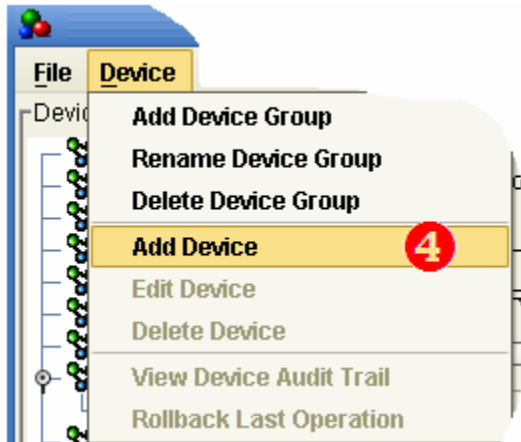 File Device
Devic
Add Device Group
Rename Device Group
Delete Device Group
Add Device 4
Edit Device
Delete Device
View Device Audit Trail
Rollback Last Operation